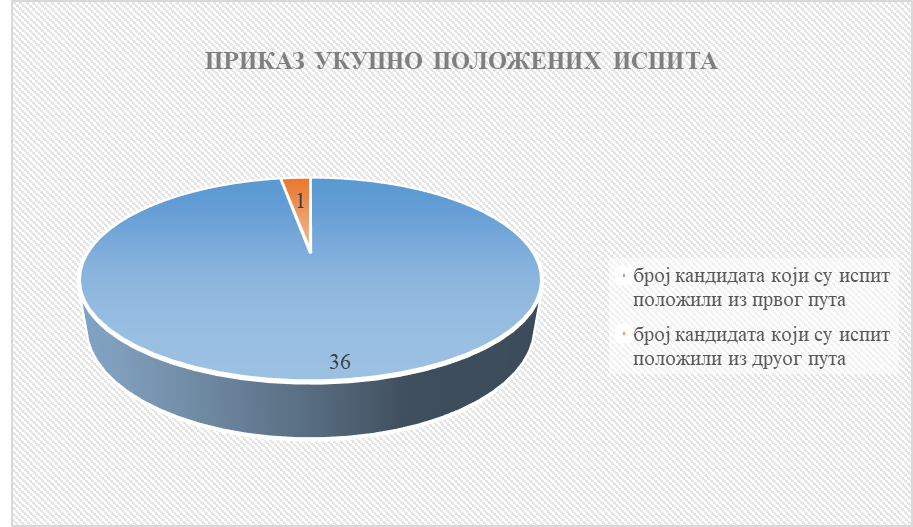 ПРИКАЗ УКУПНО ПОЛОЖЕНИХ ИСПИТА
1
36
број кандидата који су испит
положили из првог пута
број кандидата који су испит
положили из друог пута